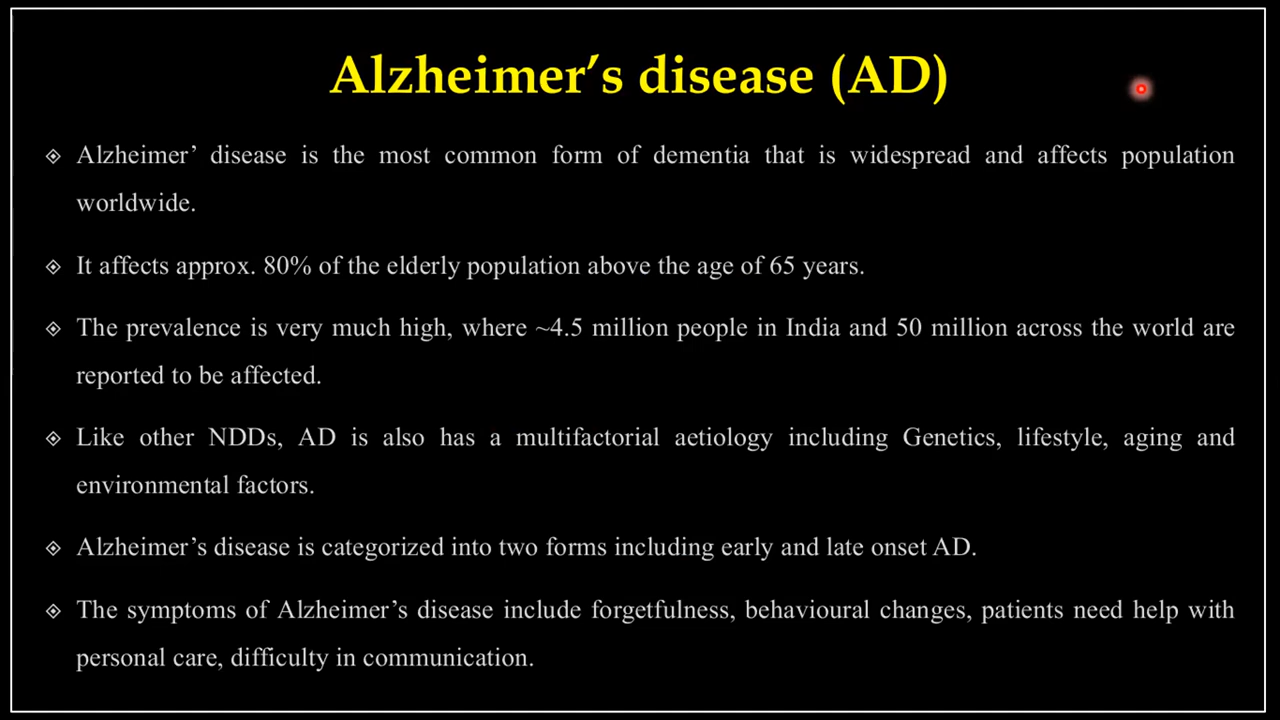 Alzheimer’s disease (AD)
Alzheimer’ disease is the most common form of dementia that is widespread and affects population
worldwide.
It affects approx. 80% of the elderly population above the age of 65 years.
The prevalence is very much high, where ~4.5 million people in India and 50 million across the world are
reported to be affected.
Like other NDDs, AD is also has a multifactorial aetiology including Genetics, lifestyle, aging and
environmental factors.
Alzheimer’s disease is categorized into two forms including early and late onset AD.
The symptoms of Alzheimer’s disease include forgetfulness, behavioural changes, patients need help with
personal care, difficulty in communication.